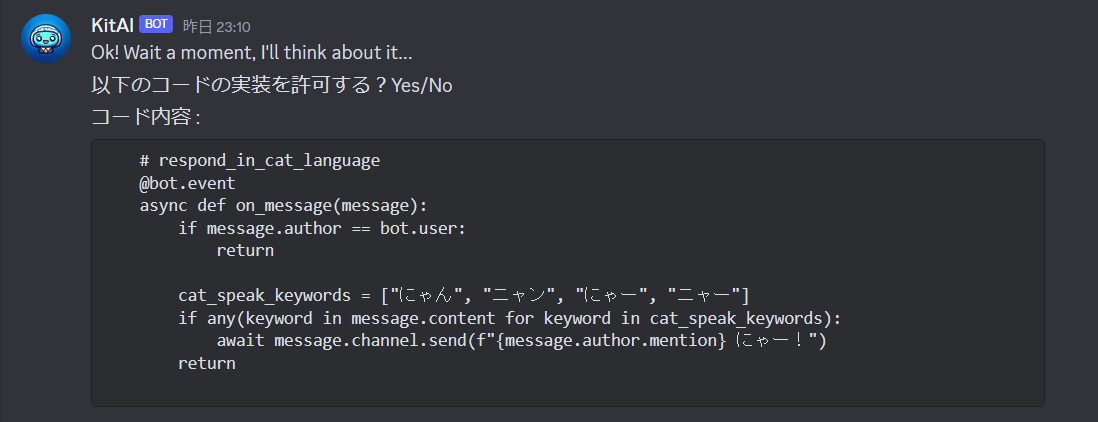 KitAI BOT 昨日 23:10
Ok! Wait a moment, I'll think about it...
以下のコードの実装を許可する？Yes/No
コード内容 :
# respond_in_cat_language
@bot.event
async def on_message(message):
if message.author == bot.user:
return
cat_speak_keywords = ["にゃん", "ニャン", "にゃー", "ニャー"]
if any(keyword in message.content for keyword in cat_speak_keywords):
await message.channel.send(f"{message.author.mention} にゃー！")
return